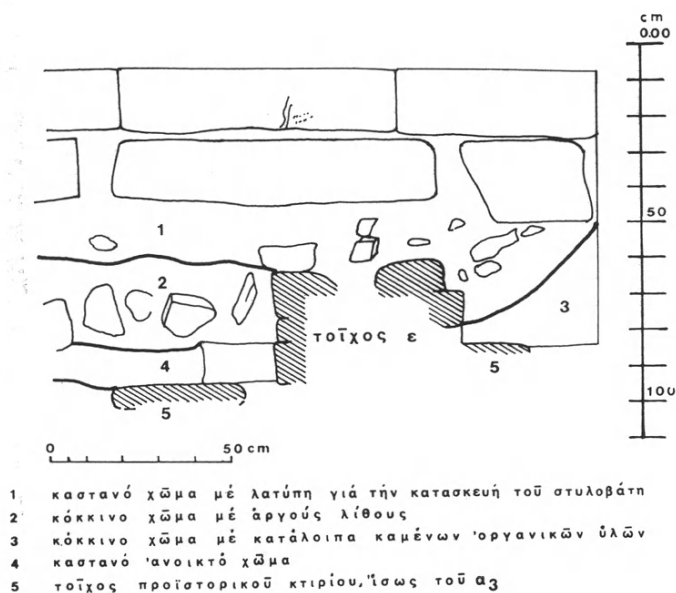 cm
0.00
1
50
2
3
τοῖχος ε
4
5
100
5
0 50 cm
1 καστανό χῶμα μέ λατύπη γιά τήν κατασκευή τοῦ στυλοβάτη
2 κόκκινο χῶμα μέ ἀργούς λίθους
3 κόκκινο χῶμα μέ κατάλοιπα καμένων ὀργανικῶν ὑλῶν
4 καστανό ἀνοικτό χῶμα
5 τοῖχος προϊστορικοῦ κτιρίου, ἴσως τοῦ α3